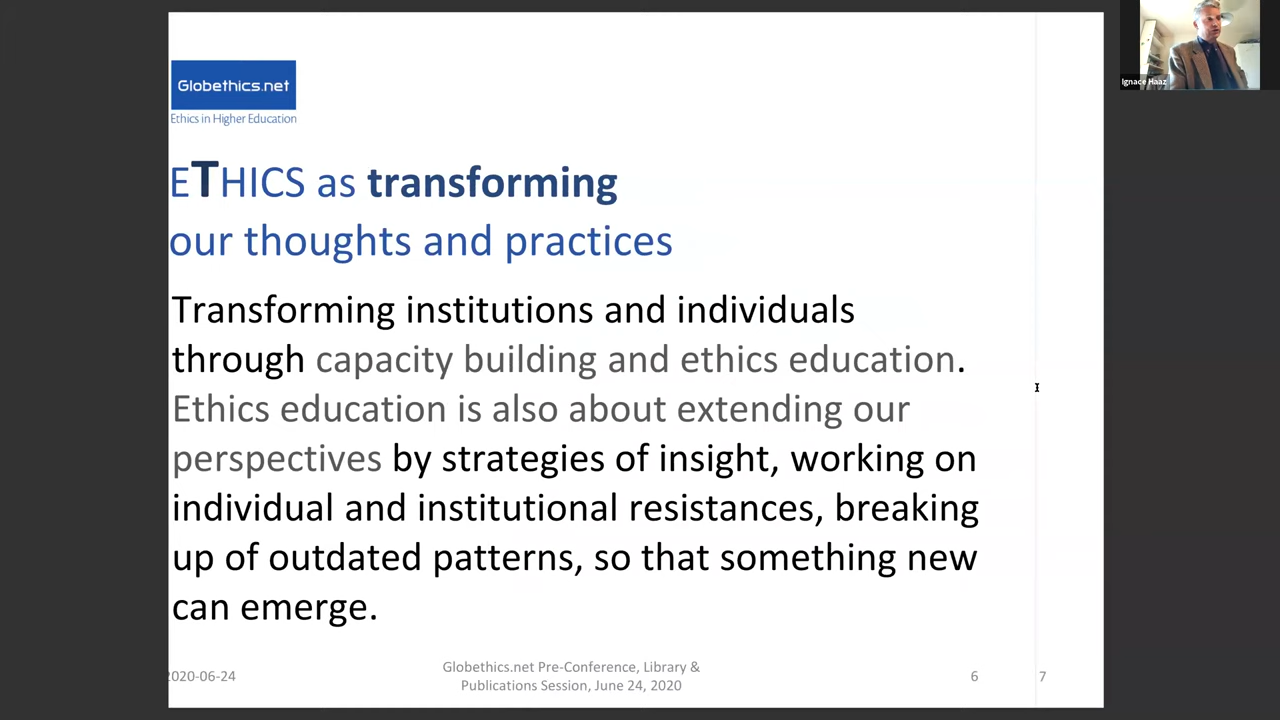 Globethics.net
Ethics in Higher Education
ETHICS as transforming
our thoughts and practices
Transforming institutions and individuals
through capacity building and ethics education.
Ethics education is also about extending our
perspectives by strategies of insight, working on
individual and institutional resistances, breaking
up of outdated patterns, so that something new
can emerge.
2020-06-24
Globethics.net Pre-Conference, Library &
Publications Session, June 24, 2020
6
7
Ignace Haaz